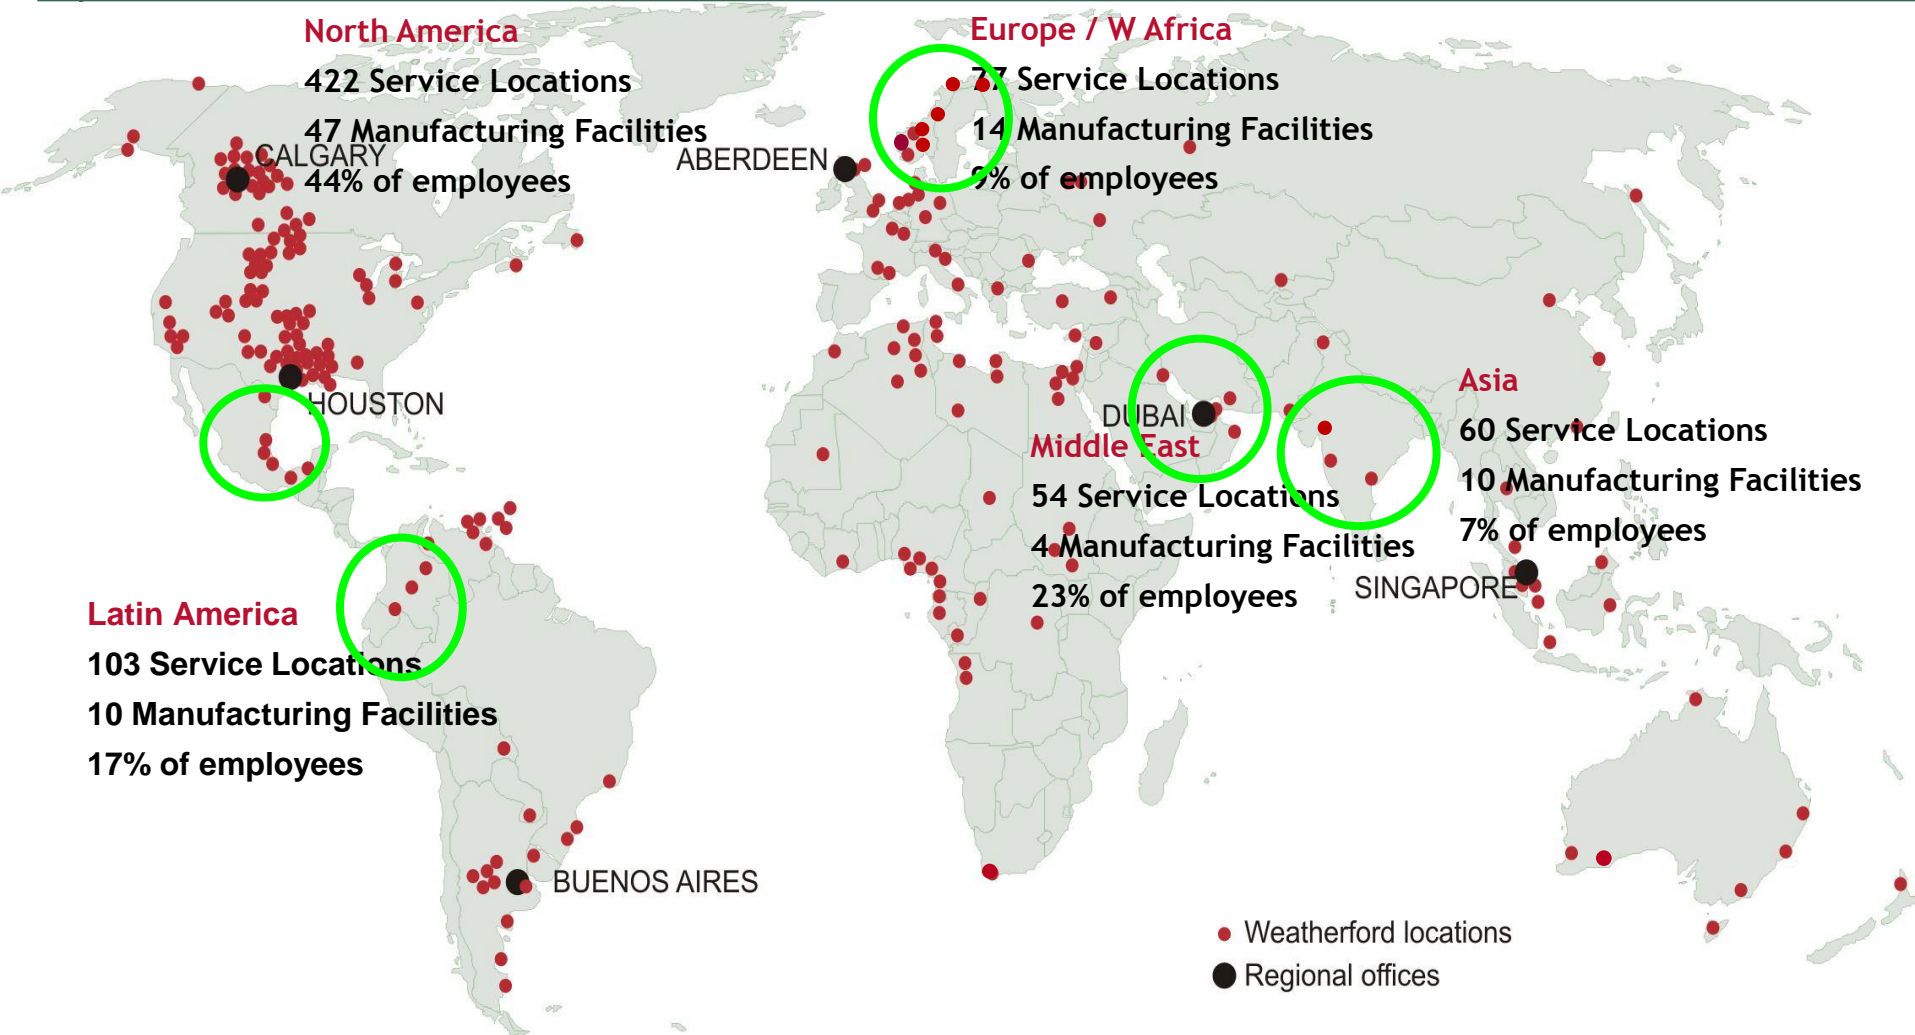 North America
422 Service Locations
47 Manufacturing Facilities
44% of employees
CALGARY
HOUSTON
Europe / W Africa
77 Service Locations
14 Manufacturing Facilities
9% of employees
ABERDEEN
DUBAI
Middle East
54 Service Locations
4 Manufacturing Facilities
23% of employees
Asia
60 Service Locations
10 Manufacturing Facilities
7% of employees
SINGAPORE
Latin America
103 Service Locations
10 Manufacturing Facilities
17% of employees
BUENOS AIRES
Weatherford locations
Regional offices